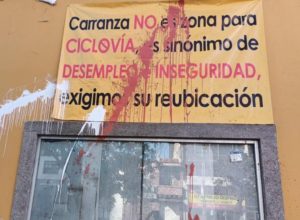 Carranza NO es zona para
CICLOVÍA, es sinónimo de
DESEMPLEO E INSEGURIDAD,
exigimos su reubicación